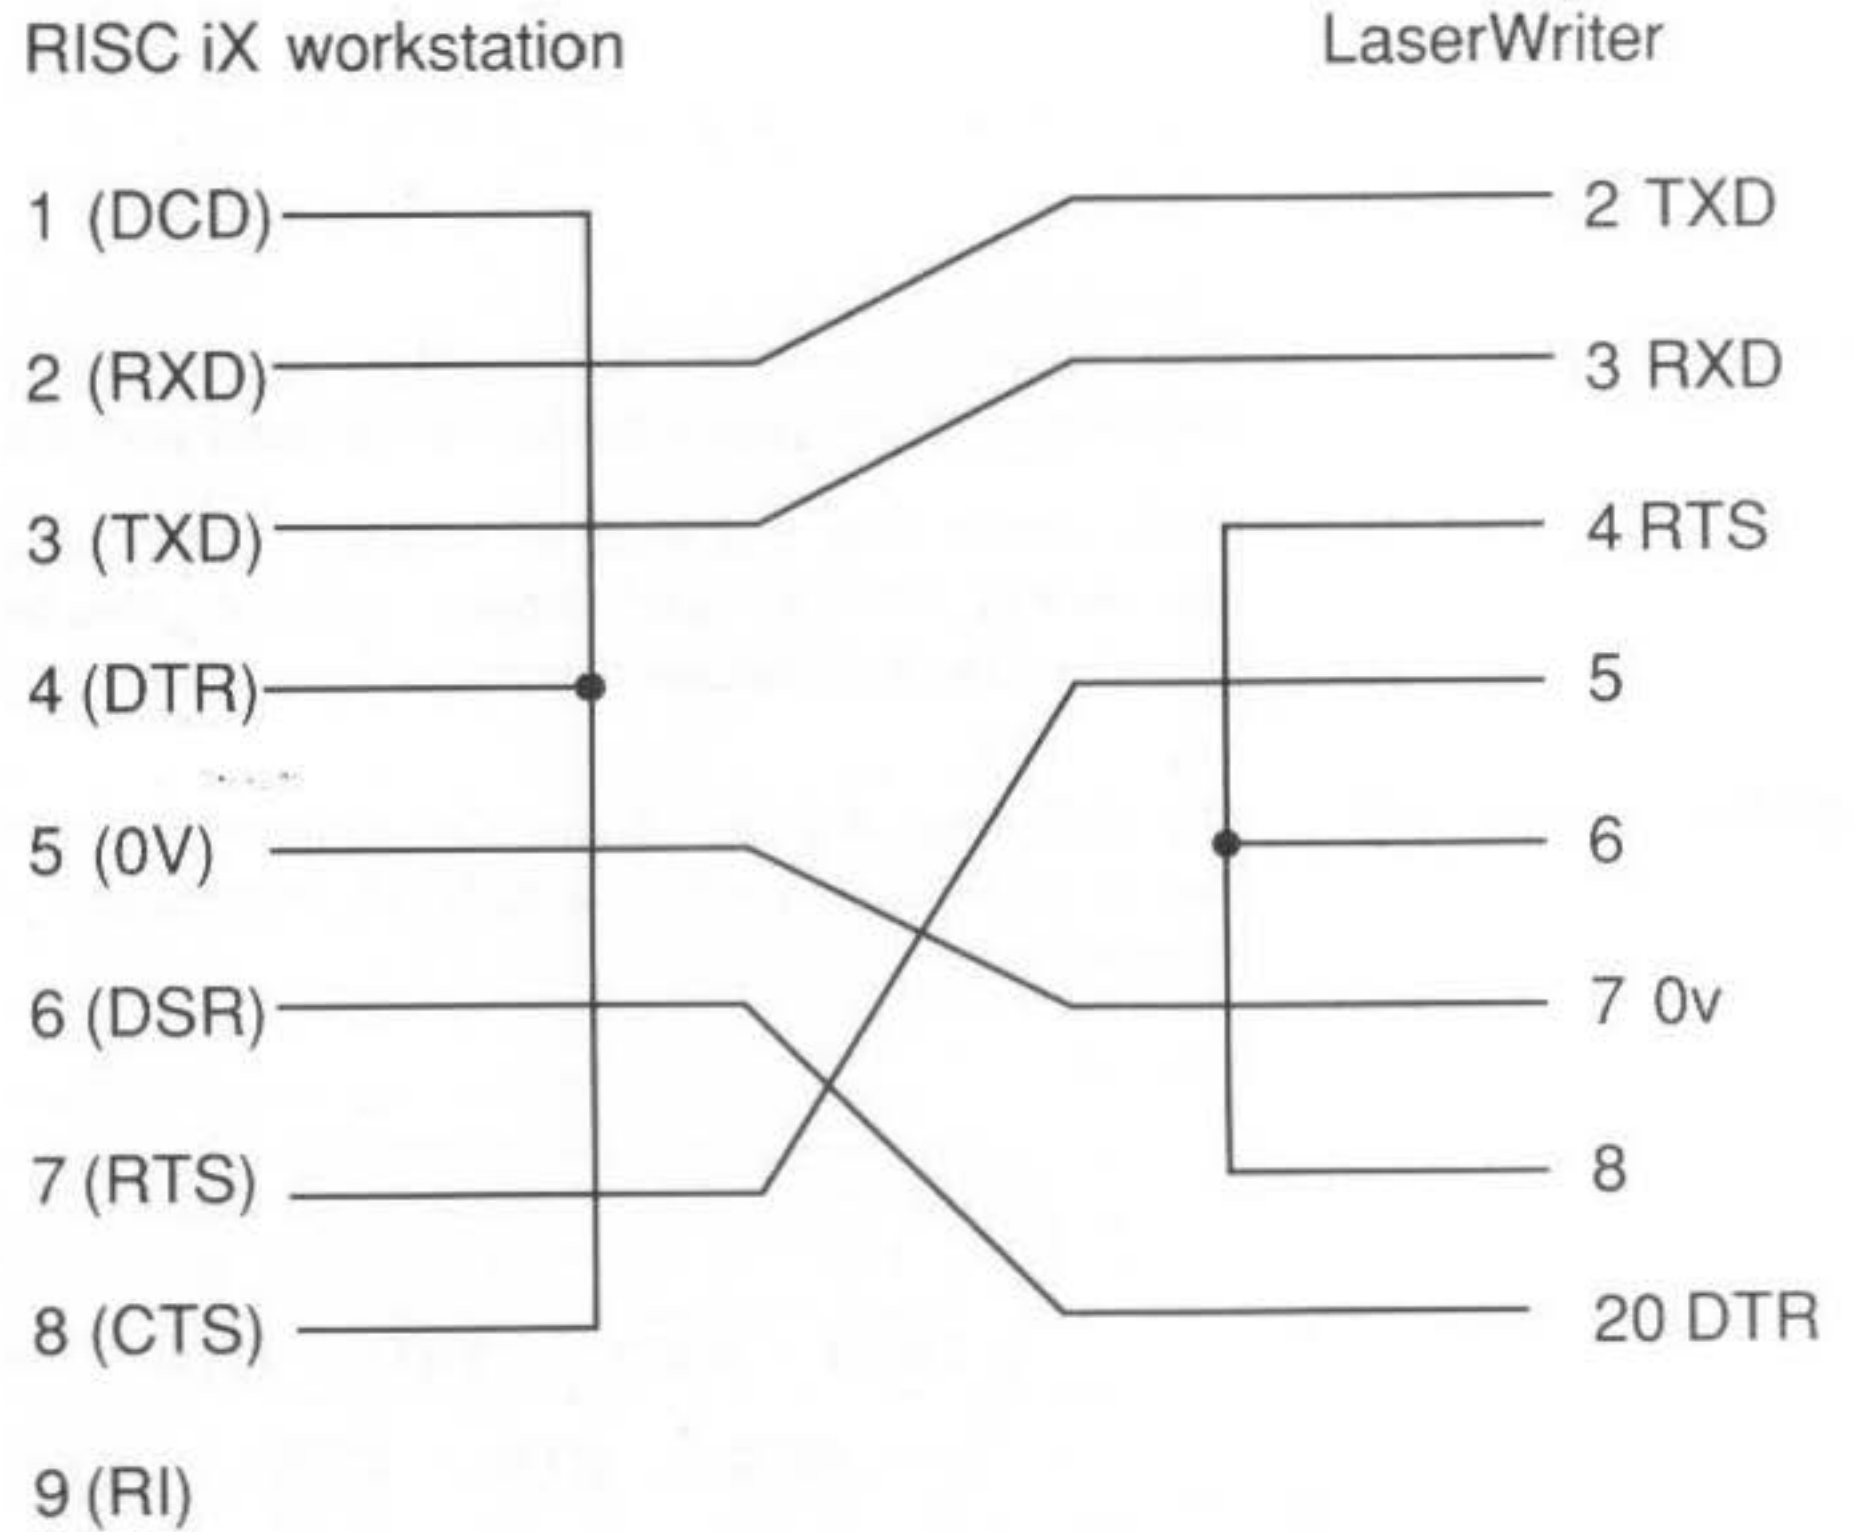 RISC iX workstation
LaserWriter
1 (DCD)
2 TXD
2 (RXD)
3 RXD
3 (TXD)
4 RTS
4 (DTR)
5
5 (0V)
6
6 (DSR)
7 0v
7 (RTS)
8
8 (CTS)
20 DTR
9 (RI)